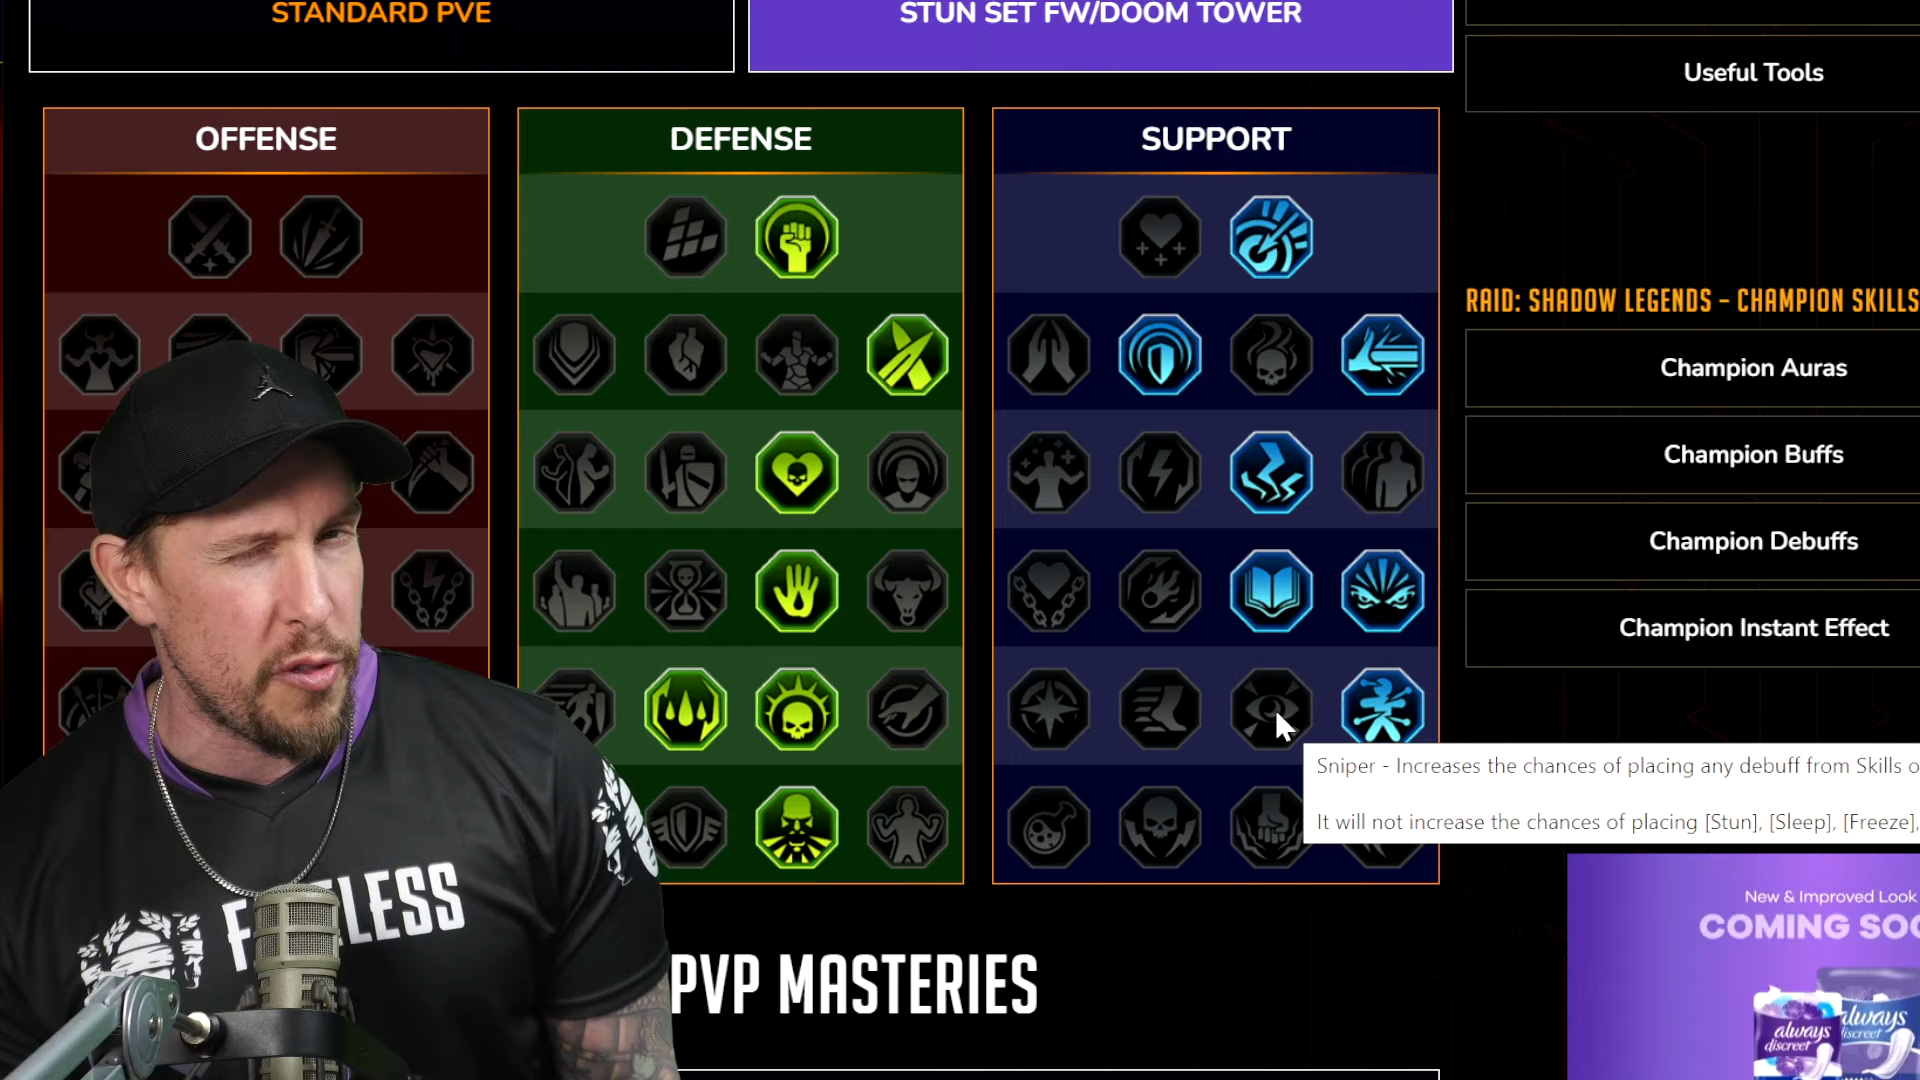 STANDARD PVE
STUN SET FW/DOOM TOWER
Useful Tools
OFFENSE
DEFENSE
SUPPORT
RAID: SHADOW LEGENDS – CHAMPION SKILLS
Champion Auras
Champion Buffs
Champion Debuffs
Champion Instant Effect
Sniper - Increases the chances of placing any debuff from Skills o
It will not increase the chances of placing [Stun], [Sleep], [Freeze],
PVP MASTERIES
New & Improved Look
COMING SOO
always
discreet
always
discreet